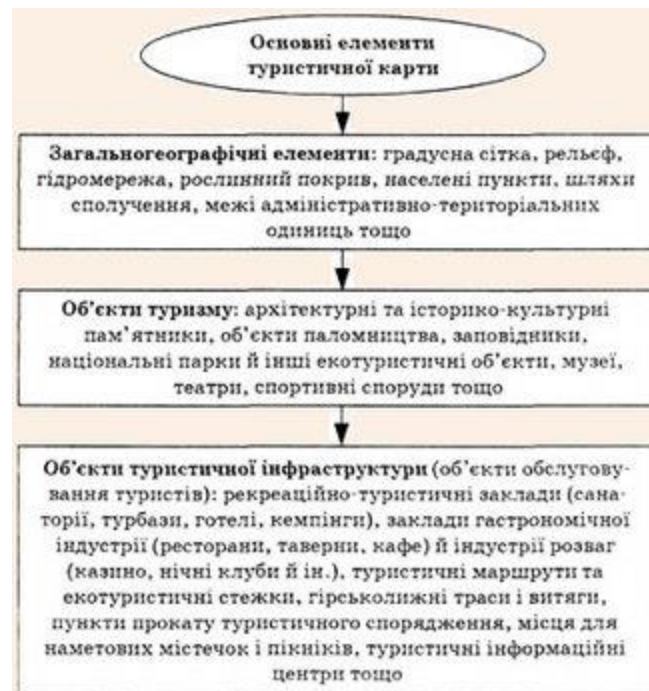 Основні елементи
туристичної карти
Загальногеографічні елементи: градусна сітка, рельєф,
гідромережа, рослинний покрив, населені пункти, шляхи
сполучення, межі адміністративно-територіальних
одиниць тощо
Об’єкти туризму: архітектурні та історико-культурні
пам’ятники, об’єкти паломництва, заповідники,
національні парки й інші екотуристичні об’єкти, музеї,
театри, спортивні споруди тощо
Об’єкти туристичної інфраструктури (об’єкти обслугову-
вання туристів): рекреаційно-туристичні заклади (сана-
торії, турбази, готелі, кемпінги), заклади гастрономічної
індустрії (ресторани, таверни, кафе) й індустрії розваг
(казино, нічні клуби й ін.), туристичні маршрути та
екотуристичні стежки, гірськолижні траси і витяги,
пункти прокату туристичного спорядження, місця для
наметових містечок і пікніків, туристичні інформаційні
центри тощо